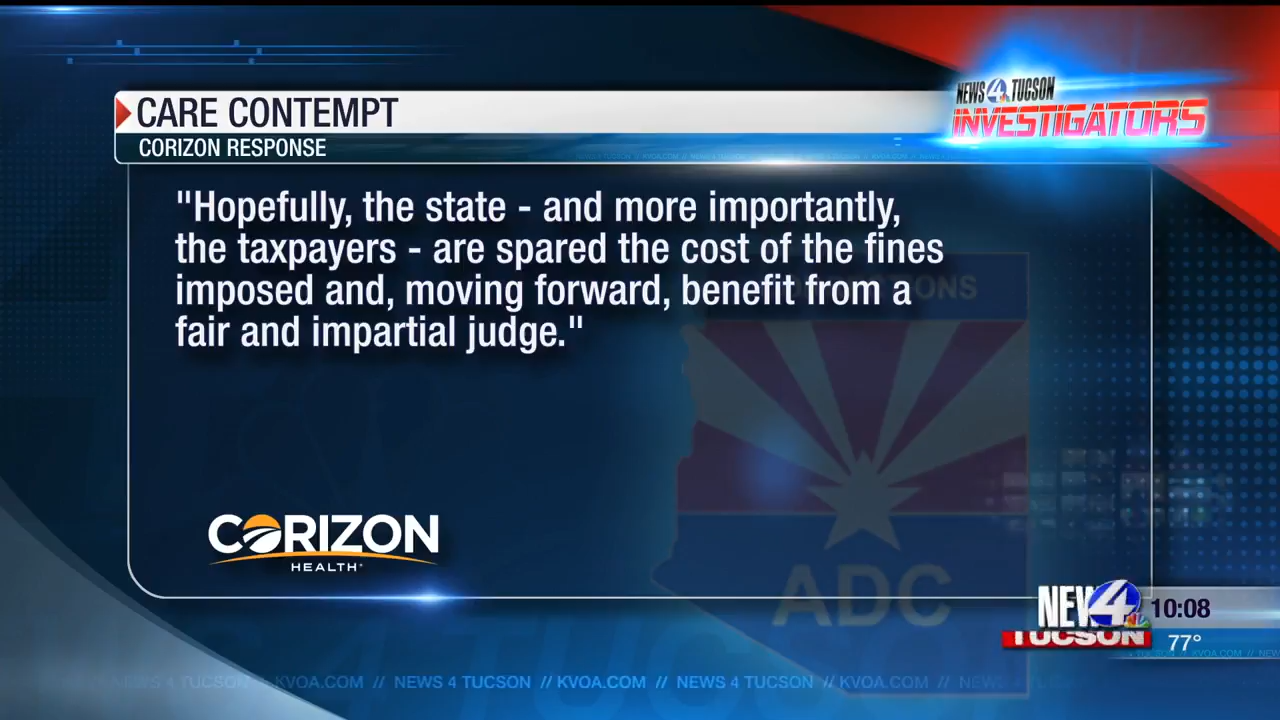 CARE CONTEMPT
NEWS 4 TUCSON
INVESTIGATORS
CORIZON RESPONSE
"Hopefully, the state - and more importantly,
the taxpayers - are spared the cost of the fines
imposed and, moving forward, benefit from a
fair and impartial judge."
CORIZON
HEALTH
ADC
NEWS 4
TUCSON
10:08
77°
TUCSON // KVOA.COM // NEWS 4 TUCSON // KVOA.COM // NEWS 4 TUCSON // KVOA.COM // NEWS